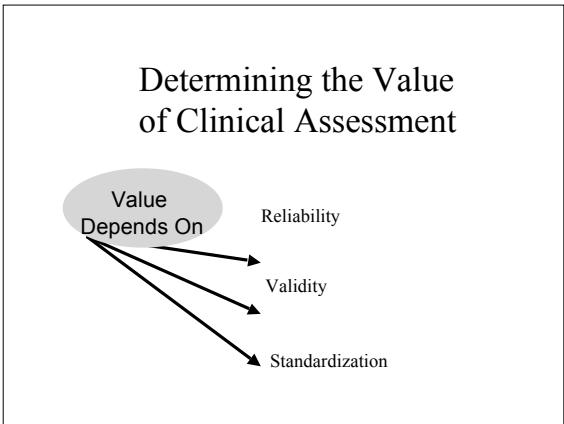 Determining the Value
of Clinical Assessment
Value
Depends On
Reliability
Validity
Standardization